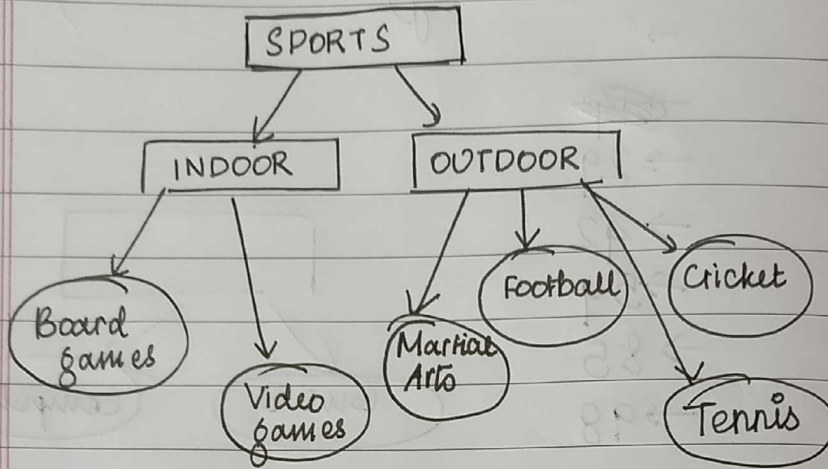 SPORTS
INDOOR
OUTDOOR
Board
games
Video
games
Martial
Arts
Football
Cricket
Tennis